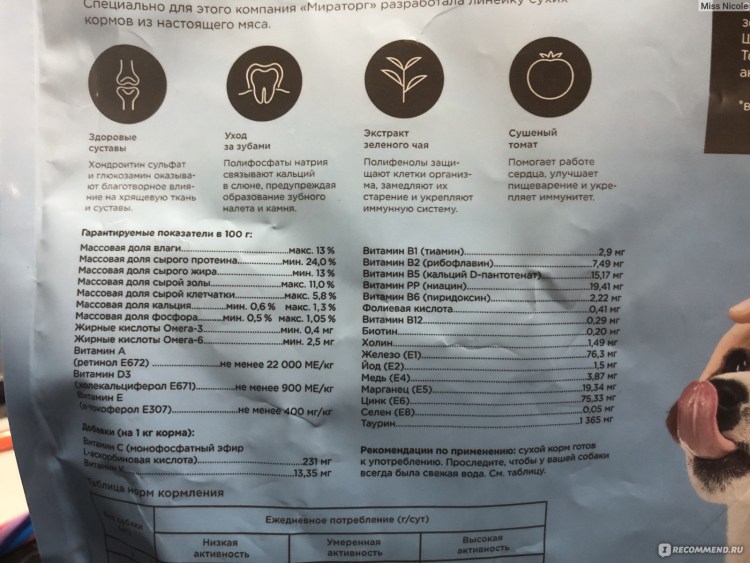 Miss Nicole
Специально для этого компания «Мираторг» разработала линейку сухих
кормов из настоящего мяса.
Здоровые
суставы
Хондроитин сульфат
и глюкозамин оказыва-
ют благотворное влия-
ние на хрящевую ткань
и суставы.
Уход
за зубами
Полифосфаты натрия
связывают кальций
в слюне, предупреждая
образование зубного
налета и камня.
Экстракт
зеленого чая
Полифенолы защи-
щают клетки организ-
ма, замедляют их
старение и укрепляют
иммунную систему.
Сушеный
томат
Помогает работе
сердца, улучшает
пищеварение и укре-
пляет иммунитет.
Гарантируемые показатели в 100 г:
Массовая доля влаги макс. 13 %
Массовая доля сырого протеина мин. 24,0 %
Массовая доля сырого жира мин. 13 %
Массовая доля сырой золы макс. 11,0 %
Массовая доля сырой клетчатки макс. 5,8 %
Массовая доля кальция мин. 0,6 % макс. 1,3 %
Массовая доля фосфора мин. 0,5 % макс. 1,05 %
Жирные кислоты Омега-3 мин. 0,4 мг
Жирные кислоты Омега-6 мин. 2,5 мг
Витамин А
(ретинол Е672) не менее 22 000 МЕ/кг
Витамин D3
(холекальциферол Е671) не менее 900 МЕ/кг
Витамин Е
(токоферол Е307) не менее 400 мг/кг
Добавки (на 1 кг корма):
Витамин С (монофосфатный эфир
L-аскорбиновая кислота) 231 мг
Витамин К 13,35 мг
Витамин В1 (тиамин) 2,9 мг
Витамин В2 (рибофлавин) 7,49 мг
Витамин В5 (кальций D-пантотенат) 15,17 мг
Витамин РР (ниацин) 19,41 мг
Витамин В6 (пиридоксин) 2,22 мг
Фолиевая кислота 0,41 мг
Витамин В12 0,29 мг
Биотин 0,20 мг
Холин 1,49 мг
Железо (Е1) 76,3 мг
Йод (Е2) 1,5 мг
Медь (Е4) 3,87 мг
Марганец (Е5) 19,34 мг
Цинк (Е6) 75,33 мг
Селен (Е8) 0,05 мг
Таурин 1 365 мг
Рекомендации по применению: сухой корм готов
к употреблению. Проследите, чтобы у вашей собаки
всегда была свежая вода. См. таблицу.
Таблица норм кормления
Ежедневное потребление (г/сут)
Низкая
активность
Умеренная
активность
Высокая
активность
IRECOMMEND.RU